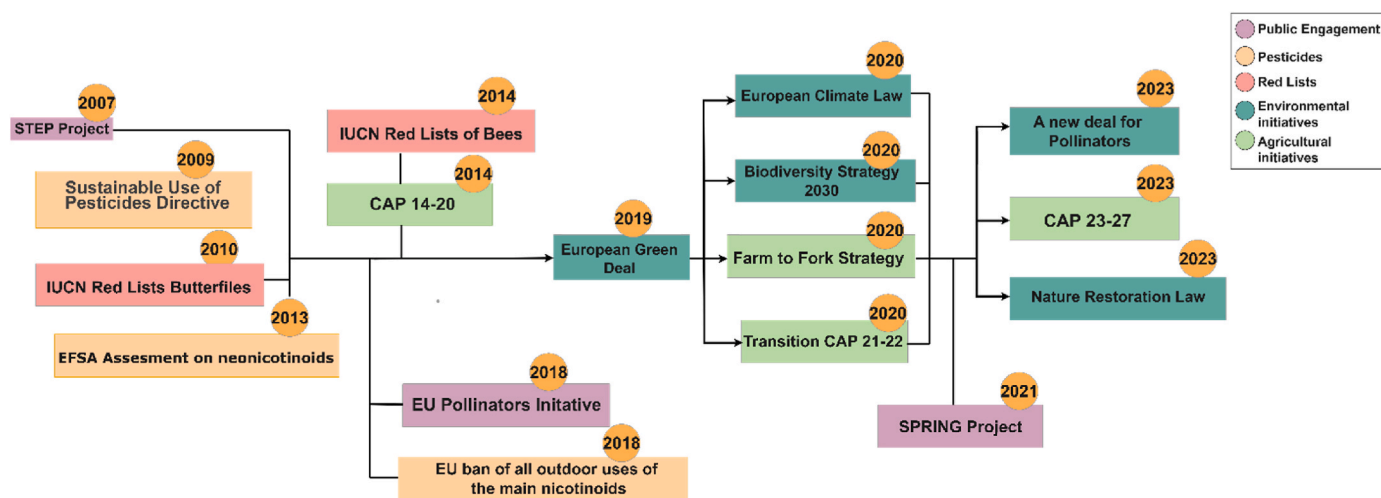 2007
STEP Project
2009
Sustainable Use of
Pesticides Directive
2010
IUCN Red Lists Butterfiles
2013
EFSA Assesment on neonicotinoids
2014
IUCN Red Lists of Bees
2014
CAP 14-20
2018
EU Pollinators Initative
2018
EU ban of all outdoor uses of
the main nicotinoids
2019
European Green
Deal
2020
European Climate Law
2020
Biodiversity Strategy
2030
2020
Farm to Fork Strategy
2020
Transition CAP 21-22
2021
SPRING Project
2023
A new deal for
Pollinators
2023
CAP 23-27
2023
Nature Restoration Law
Public Engagement
Pesticides
Red Lists
Environmental
initiatives
Agricultural
initiatives